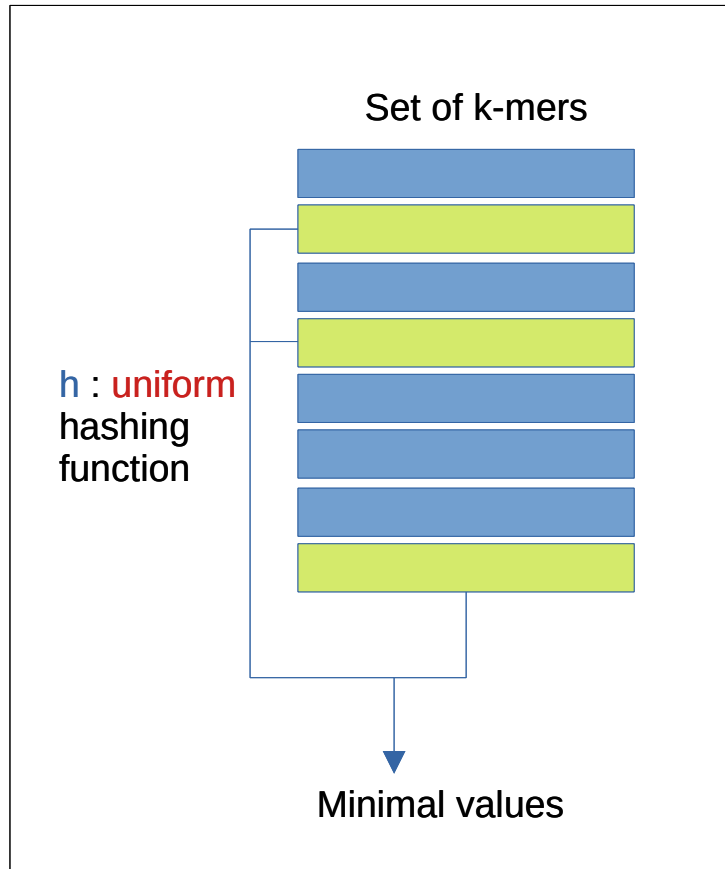 Set of k-mers
h : uniform
hashing
function
Minimal values